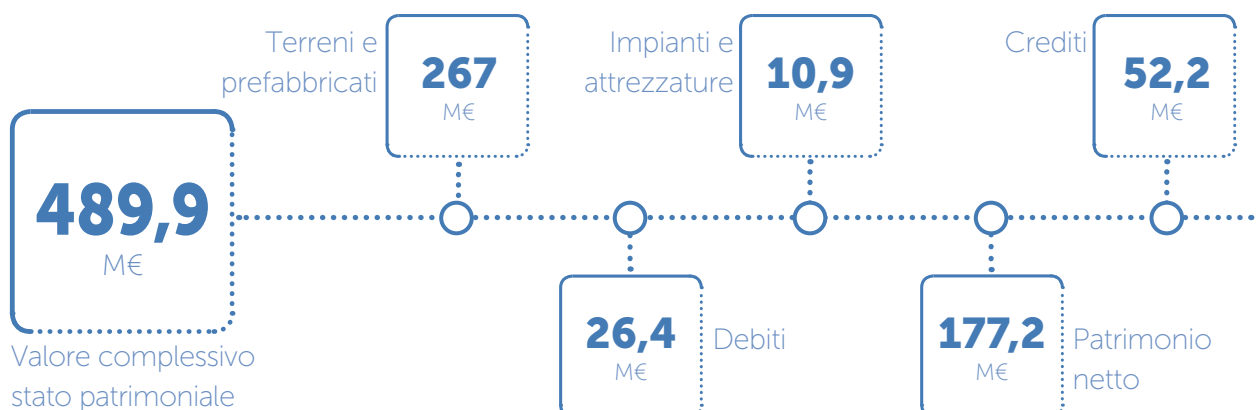 Terreni e
prefabbricati
267
M€
Impianti e
attrezzature
10,9
M€
Crediti
52,2
M€
489,9
M€
Valore complessivo
stato patrimoniale
26,4
M€
Debiti
177,2
M€
Patrimonio
netto